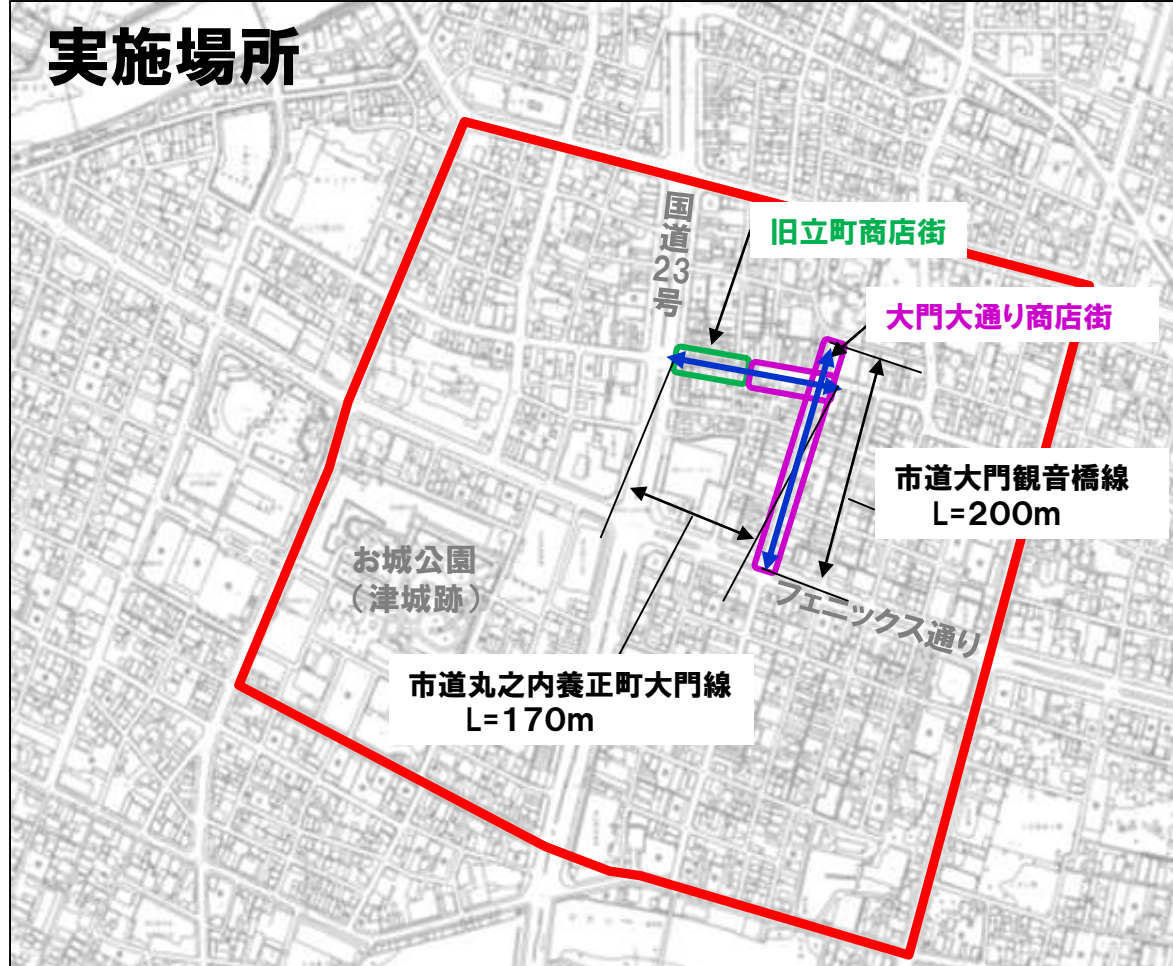 実施場所
国道23号
旧立町商店街
大門大通り商店街
市道大門観音橋線
L=200m
お城公園
（津城跡）
フェニックス通り
市道丸之内養正町大門線
L=170m